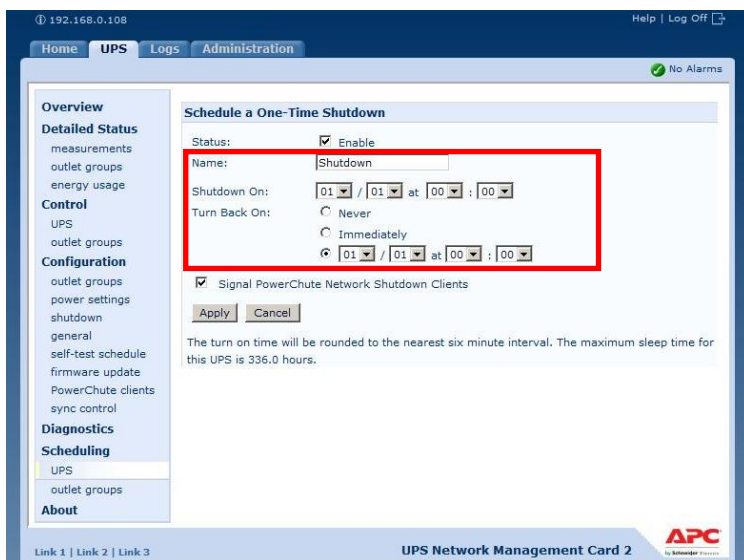 192.168.0.108
Help | Log Off
Home UPS Logs Administration
No Alarms
Overview
Detailed Status
measurements
outlet groups
energy usage
Control
UPS
outlet groups
Configuration
outlet groups
power settings
shutdown
general
self-test schedule
firmware update
PowerChute clients
sync control
Diagnostics
Scheduling
UPS
outlet groups
About
Schedule a One-Time Shutdown
Status: Enable
Name: Shutdown
Shutdown On: 01 / 01 at 00 : 00
Turn Back On: Never
Immediately
01 / 01 at 00 : 00
Signal PowerChute Network Shutdown Clients
Apply Cancel
The turn on time will be rounded to the nearest six minute interval. The maximum sleep time for
this UPS is 336.0 hours.
Link 1 | Link 2 | Link 3
UPS Network Management Card 2
APC
by Schneider Electric